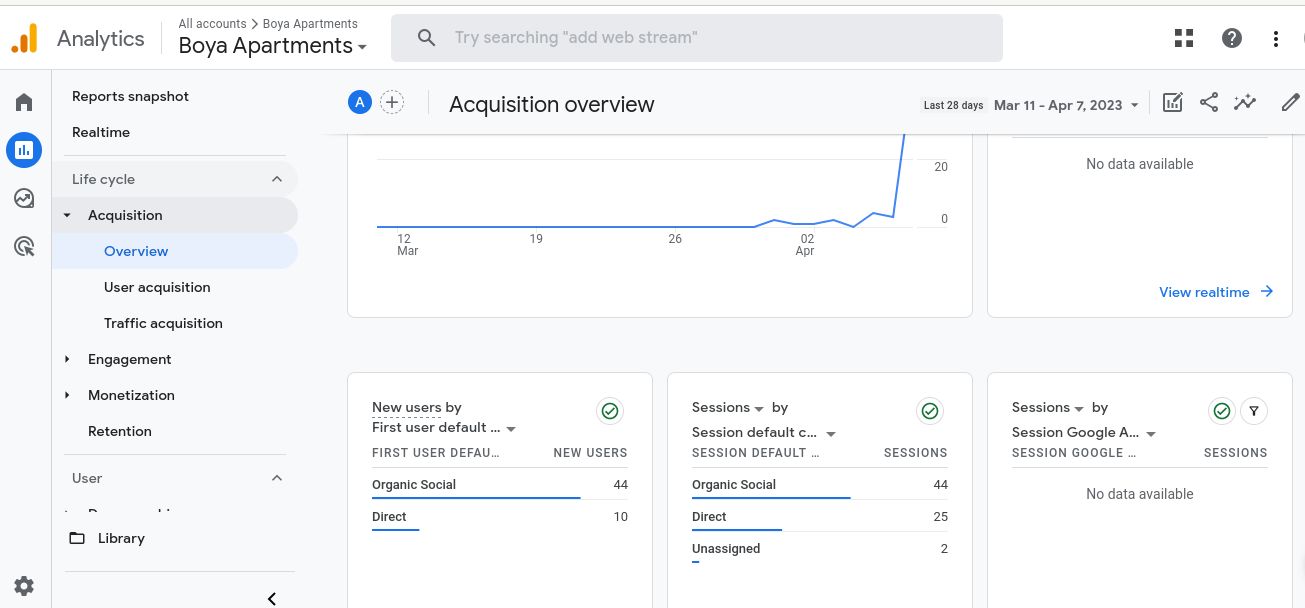 Analytics
All accounts > Boya Apartments
Boya Apartments
Try searching "add web stream"
Reports snapshot
Realtime
Life cycle
Acquisition
Overview
User acquisition
Traffic acquisition
Engagement
Monetization
Retention
User
Library
A
Acquisition overview
Last 28 days Mar 11 - Apr 7, 2023
20
0
12
Mar
19
26
02
Apr
No data available
View realtime
New users by
First user default ...
FIRST USER DEFAU... NEW USERS
Organic Social 44
Direct 10
Sessions by
Session default c...
SESSION DEFAULT ... SESSIONS
Organic Social 44
Direct 25
Unassigned 2
Sessions by
Session Google A...
SESSION GOOGLE ... SESSIONS
No data available